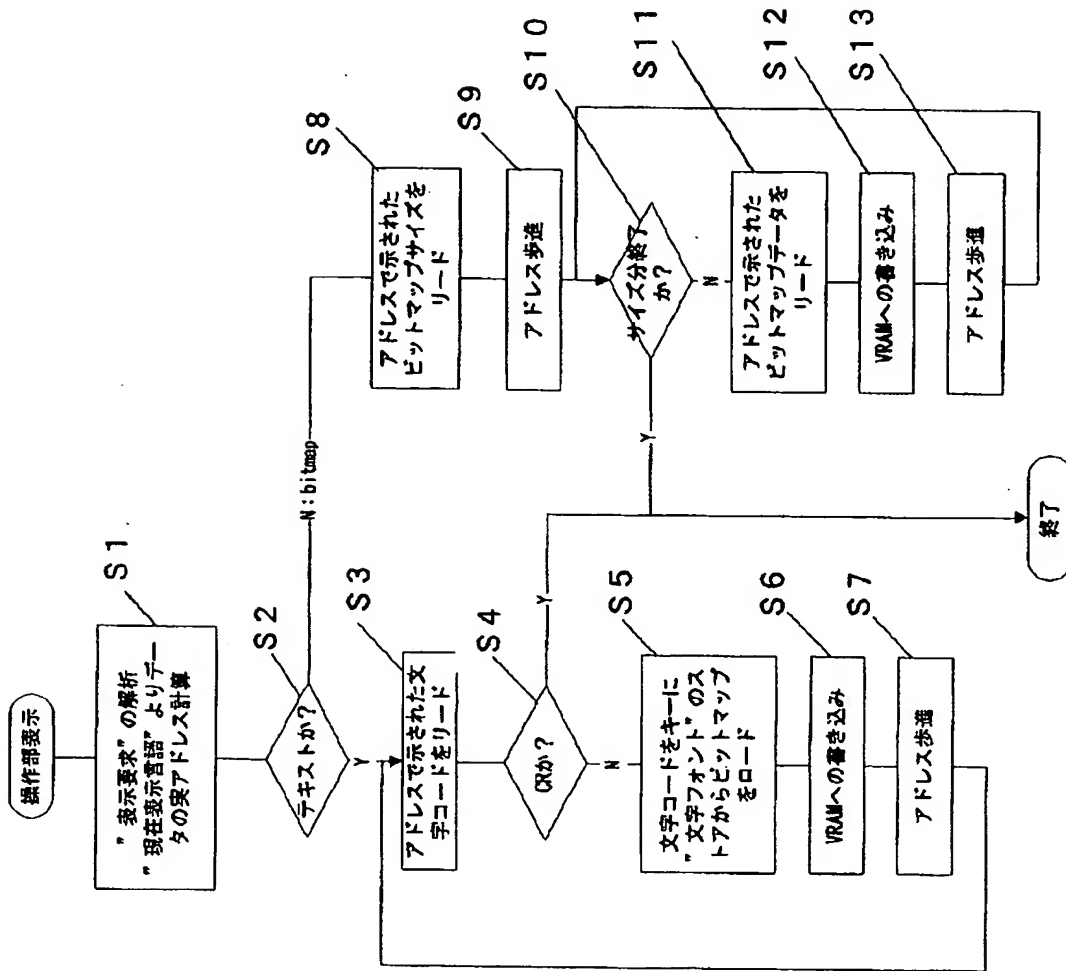 操作部表示
S1
"表示要求"の解析
"現在表示言語"よりデー
タの実アドレス計算
S2
テキストか?
N:bitmap
Y
S3
アドレスで示された文
字コードをリード
S4
CRか?
Y
N
S5
文字コードをキーに
"文字フォント"のス
トアからビットマップ
をロード
S6
VRAMへの書き込み
S7
アドレス歩進
S8
アドレスで示された
ビットマップサイズを
リード
S9
アドレス歩進
S10
サイズ分終了
か?
Y
N
S11
アドレスで示された
ビットマップデータを
リード
S12
VRAMへの書き込み
S13
アドレス歩進
終了